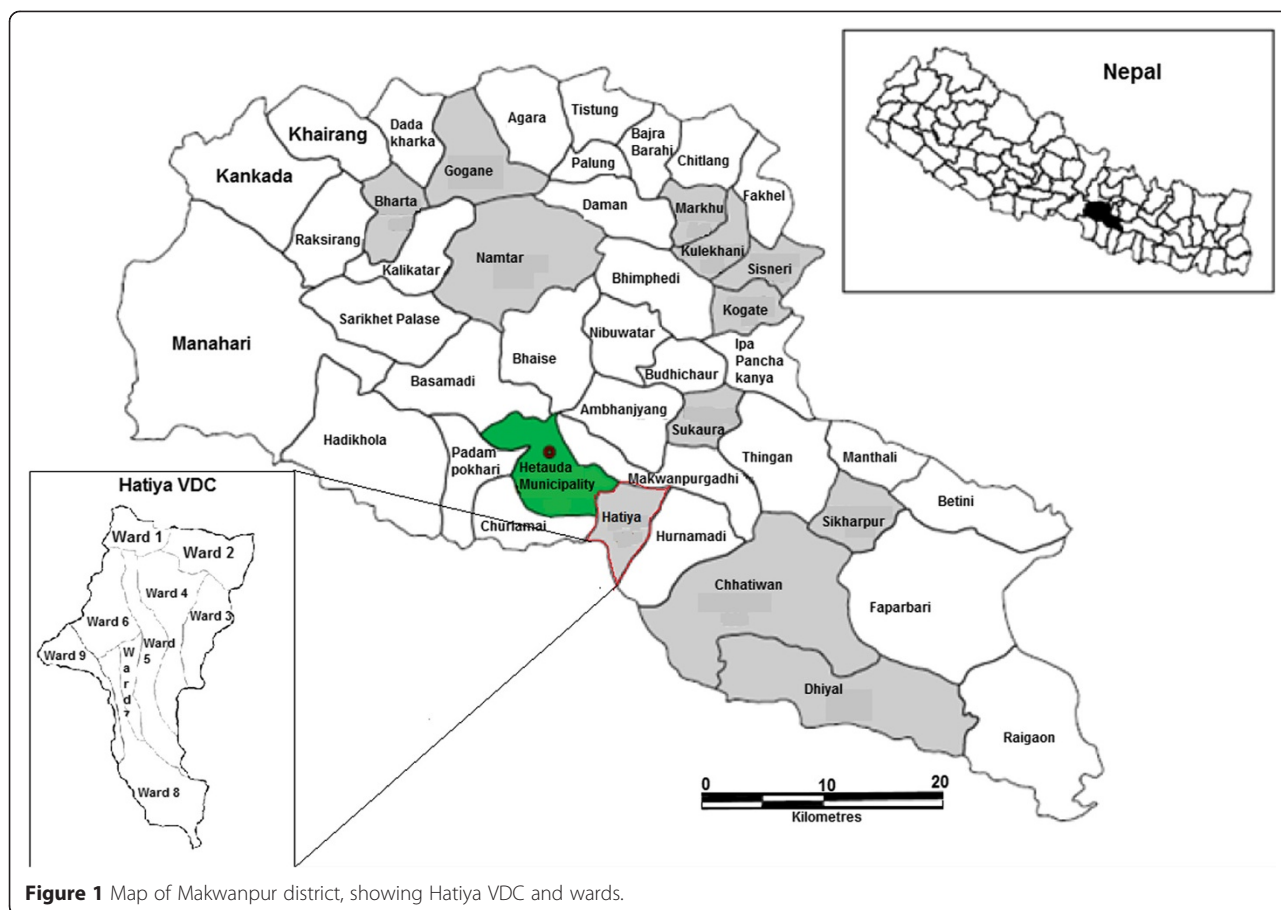 Nepal
Agara
Tistung
Bajra
Barahi
Dada
kharka
Khairang
Palung
Chitlang
Kankada
Gogane
Bharta
Daman
Markhu
Fakhel
Raksirang
Kalikatar
Namtar
Kulekhani
Sisneri
Bhimphedi
Kogate
Sarikhet Palase
Nibuwatar
Manahari
Bhaise
Ipa
Pancha
kanya
Basamadi
Budhichaur
Ambhanjyang
Sukaura
Hadikhola
Padam
pokhari
Hetauda
Municipality
Makwanpurgadhi
Thingan
Manthali
Betini
Churlamai
Hatiya
Hurnamadi
Sikharpur
Chhatiwan
Faparbari
Dhiyal
Raigaon
Hatiya VDC
Ward 1
Ward 2
Ward 4
Ward 3
Ward 6
Ward
5
Ward 9
W
a
r
d
7
Ward 8
0 10 20
Kilometres
Figure 1 Map of Makwanpur district, showing Hatiya VDC and wards.